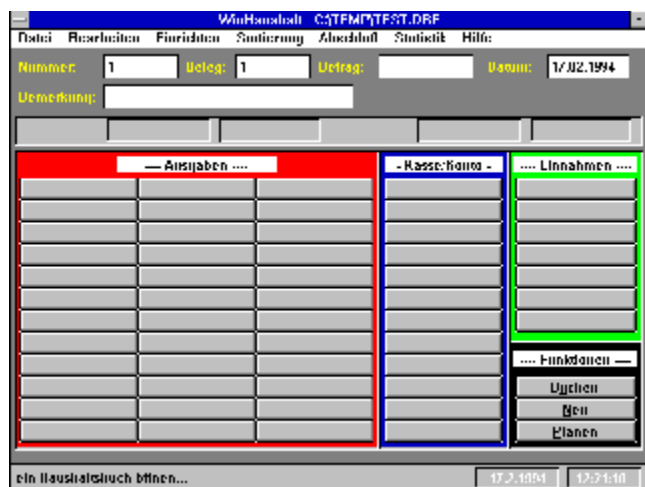 WinHaushalt C:\TEMP\TEST.DBF
Datei Bearbeiten Einrichten Sortierung Abschluß Statistik Hilfe
Nummer: 1 Beleg: 1 Betrag: Datum: 17.02.1994
Bemerkung:
---- Ausgaben ---- - Kasse/Konto - ---- Einnahmen ----
---- Funktionen ----
Buchen
Neu
Planen
ein Haushaltsbuch öffnen... 17.2.1994 12:21:10